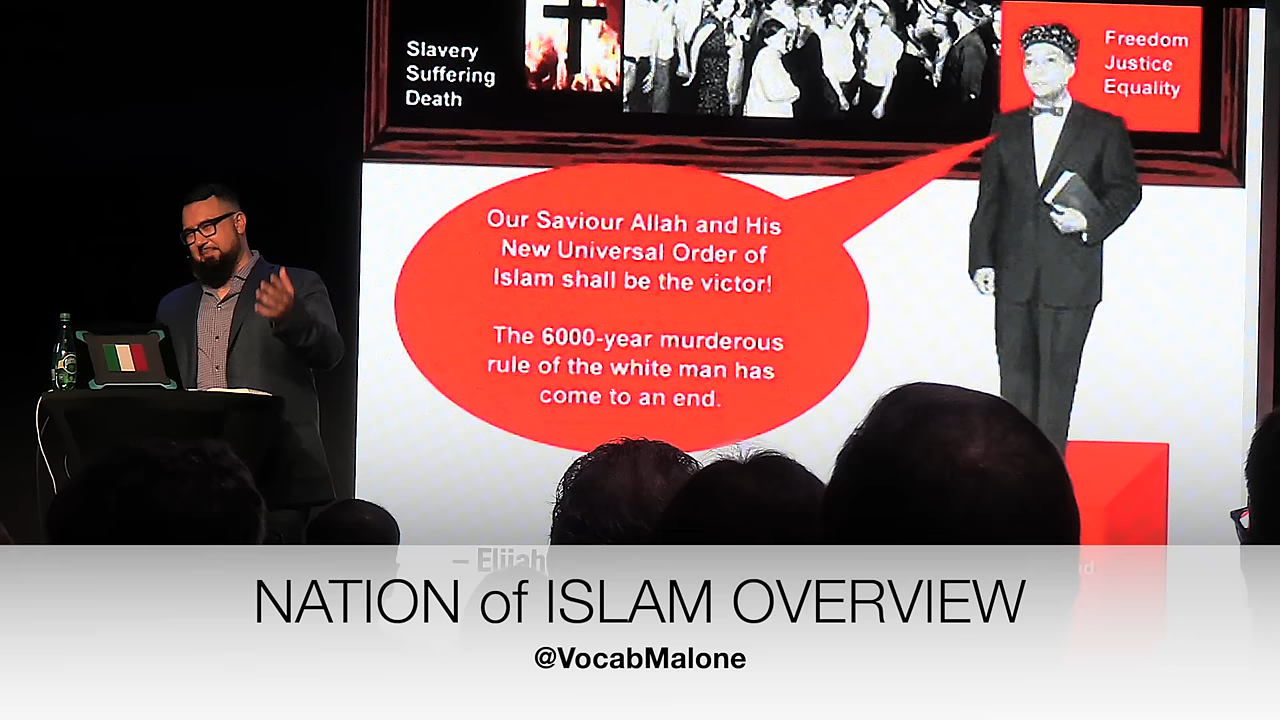 Slavery
Suffering
Death
Freedom
Justice
Equality
Our Saviour Allah and His
New Universal Order of
Islam shall be the victor!
The 6000-year murderous
rule of the white man has
come to an end.
– Elijah
NATION of ISLAM OVERVIEW
@VocabMalone